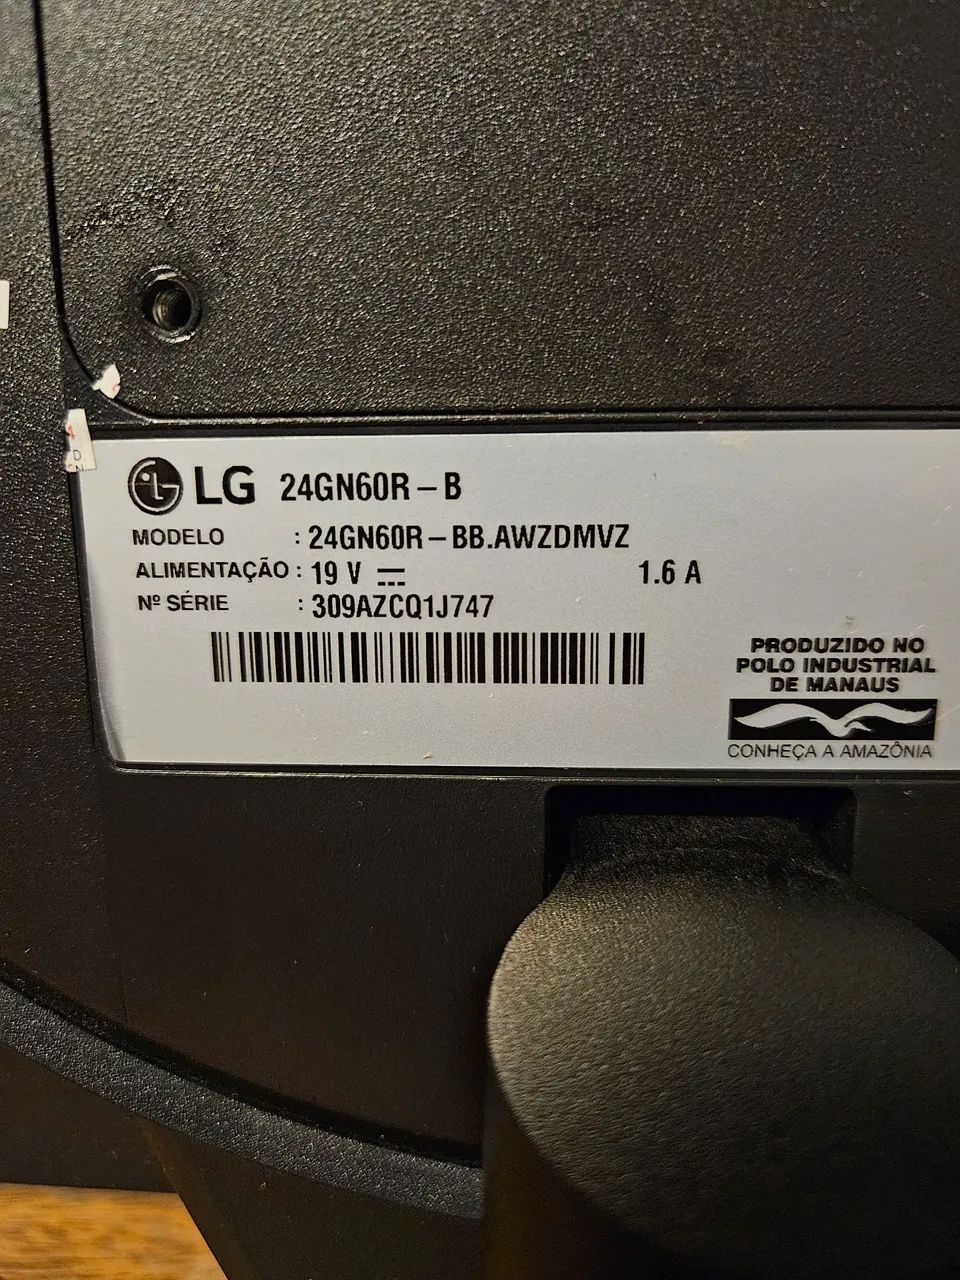 LG 24GN60R-B
MODELO : 24GN60R-BB.AWZDMVZ
ALIMENTAÇÃO : 19 V ⎓ 1.6 A
Nº SÉRIE : 309AZCQ1J747
PRODUZIDO NO
POLO INDUSTRIAL
DE MANAUS
CONHEÇA A AMAZÔNIA